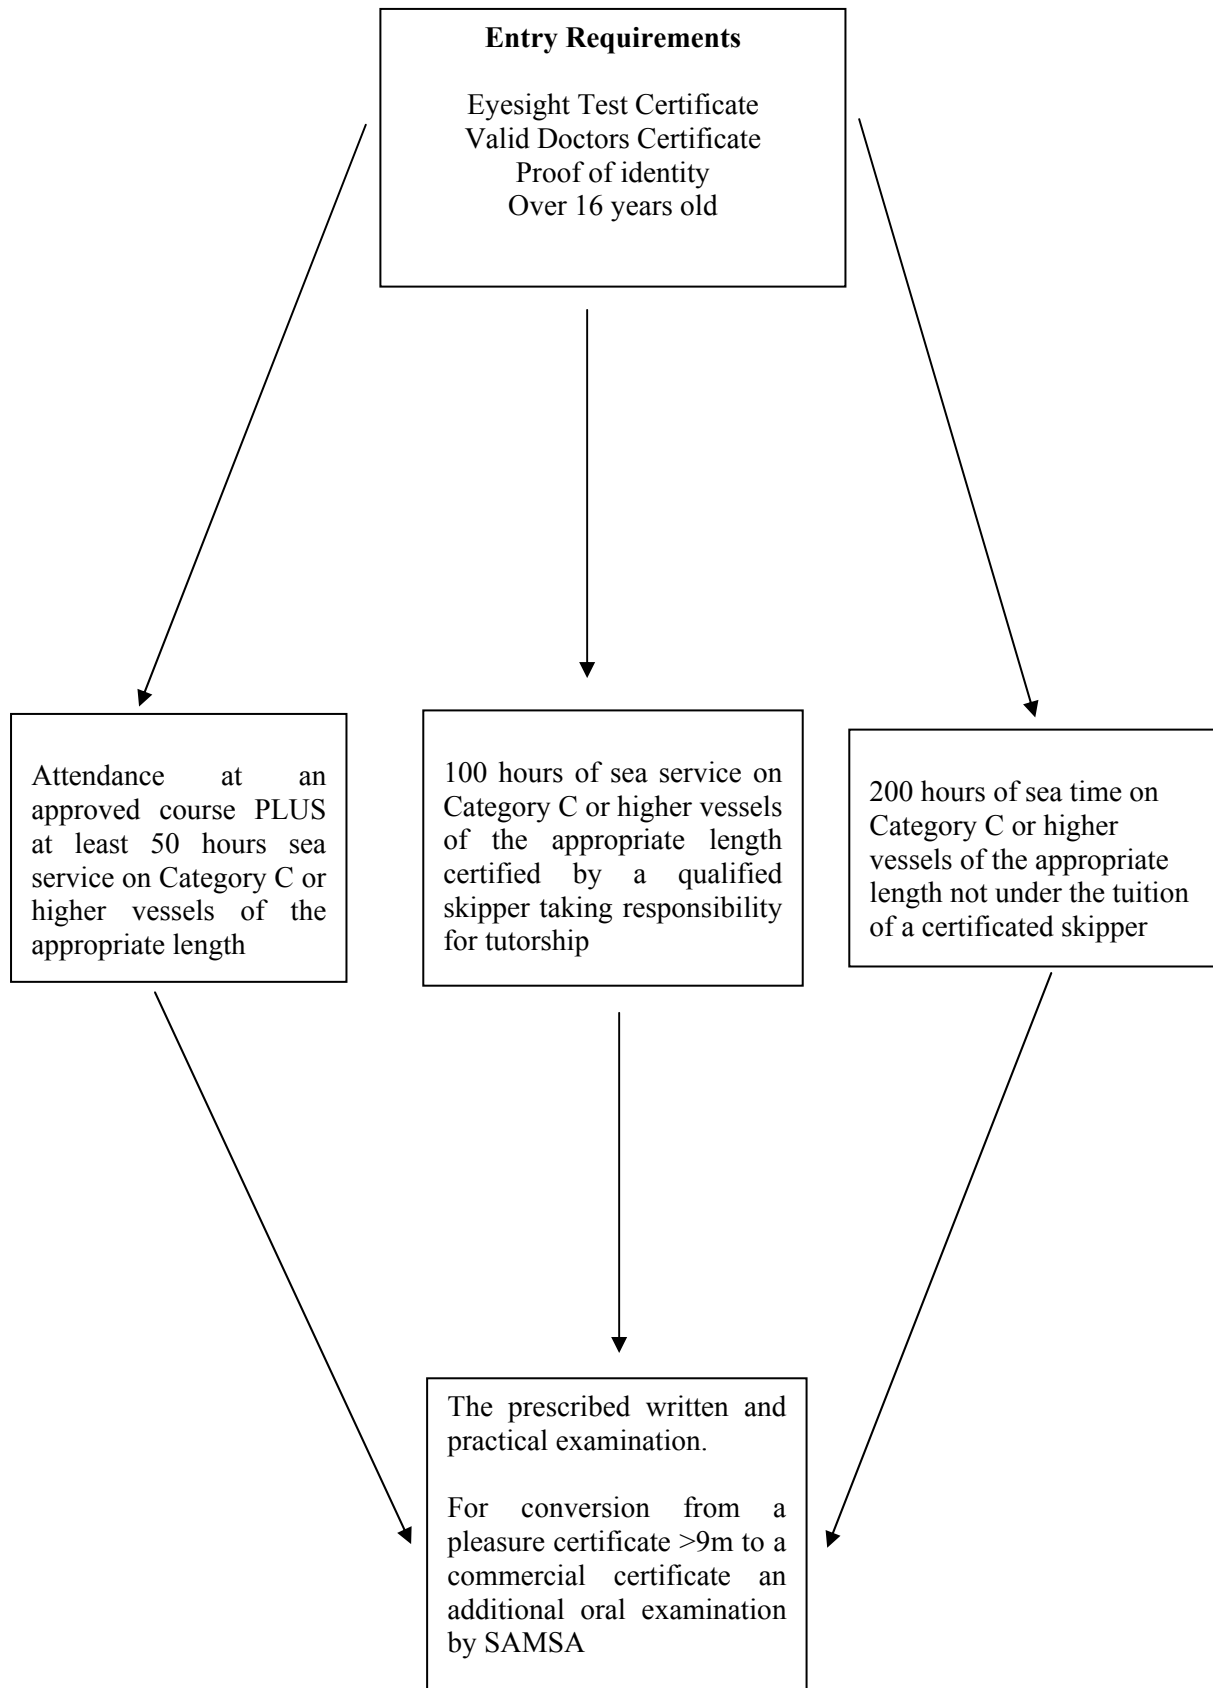 Entry Requirements
Eyesight Test Certificate
Valid Doctors Certificate
Proof of identity
Over 16 years old
Attendance at an
approved course PLUS
at least 50 hours sea
service on Category C or
higher vessels of the
appropriate length
100 hours of sea service on
Category C or higher vessels
of the appropriate length
certified by a qualified
skipper taking responsibility
for tutorship
200 hours of sea time on
Category C or higher
vessels of the appropriate
length not under the tuition
of a certificated skipper
The prescribed written and
practical examination.
For conversion from a
pleasure certificate >9m to a
commercial certificate an
additional oral examination
by SAMSA